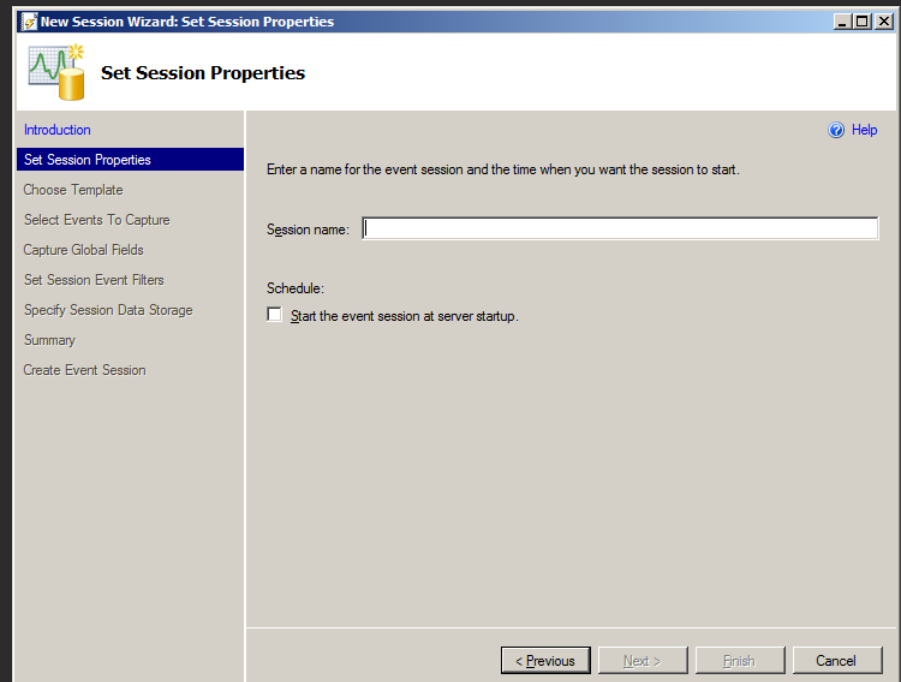 New Session Wizard: Set Session Properties
Set Session Properties
Introduction
Set Session Properties
Choose Template
Select Events To Capture
Capture Global Fields
Set Session Event Filters
Specify Session Data Storage
Summary
Create Event Session
Help
Enter a name for the event session and the time when you want the session to start.
Session name:
Schedule:
Start the event session at server startup.
< Previous
Next >
Finish
Cancel